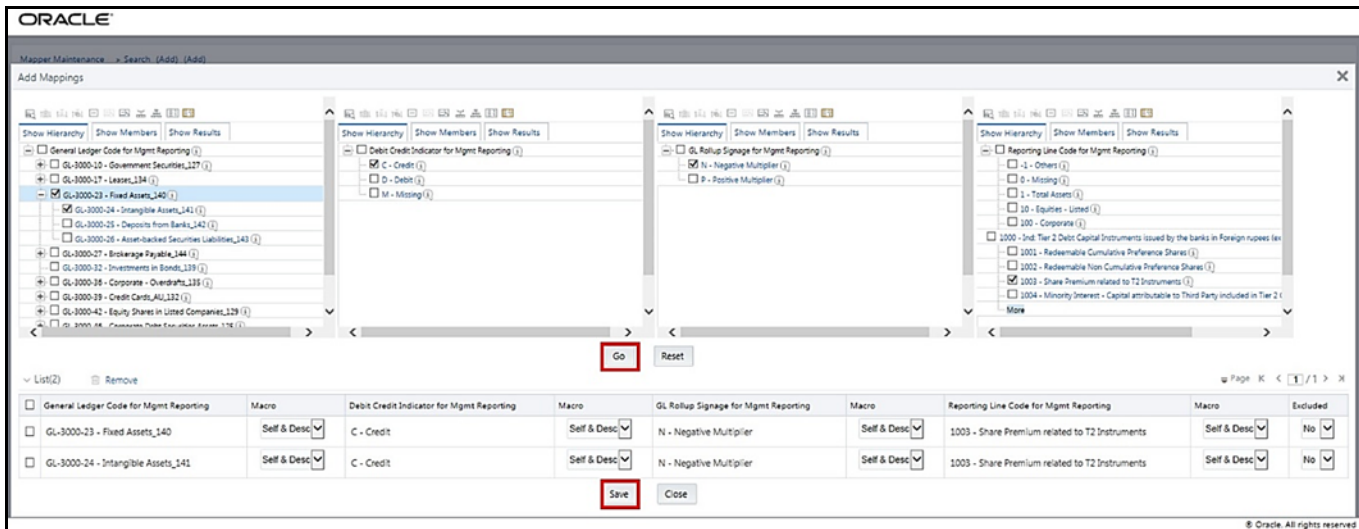 ORACLE
Mapper Maintenance » Search (Add) (Add)
Add Mappings
Show Hierarchy Show Members Show Results
General Ledger Code for Mgmt Reporting
GL-3000-10 - Government Securities_127
GL-3000-17 - Leases_134
GL-3000-23 - Fixed Assets_140
GL-3000-24 - Intangible Assets_141
GL-3000-25 - Deposits from Banks_142
GL-3000-26 - Asset-backed Securities Liabilities_143
GL-3000-27 - Brokerage Payable_144
GL-3000-32 - Investments in Bonds_139
GL-3000-36 - Corporate - Overdrafts_135
GL-3000-39 - Credit Cards_AU_132
GL-3000-42 - Equity Shares in Listed Companies_129
GL-3000-46 - Corporate Debt Securities Assets_128
Show Hierarchy Show Members Show Results
Debit Credit Indicator for Mgmt Reporting
C - Credit
D - Debit
M - Missing
Show Hierarchy Show Members Show Results
GL Rollup Signage for Mgmt Reporting
N - Negative Multiplier
P - Positive Multiplier
Show Hierarchy Show Members Show Results
Reporting Line Code for Mgmt Reporting
-1 - Others
0 - Missing
1 - Total Assets
10 - Equities - Listed
100 - Corporate
1000 - Ind: Tier 2 Debt Capital Instruments issued by the banks in Foreign rupees (ex
1001 - Redeemable Cumulative Preference Shares
1002 - Redeemable Non Cumulative Preference Shares
1003 - Share Premium related to T2 Instruments
1004 - Minority Interest - Capital attributable to Third Party included in Tier 2
More
Go Reset
List(2) Remove Page 1 / 1
General Ledger Code for Mgmt Reporting Macro Debit Credit Indicator for Mgmt Reporting Macro GL Rollup Signage for Mgmt Reporting Macro Reporting Line Code for Mgmt Reporting Macro Excluded
GL-3000-23 - Fixed Assets_140 Self & Desc C - Credit Self & Desc N - Negative Multiplier Self & Desc 1003 - Share Premium related to T2 Instruments Self & Desc No
GL-3000-24 - Intangible Assets_141 Self & Desc C - Credit Self & Desc N - Negative Multiplier Self & Desc 1003 - Share Premium related to T2 Instruments Self & Desc No
Save Close
© Oracle. All rights reserved